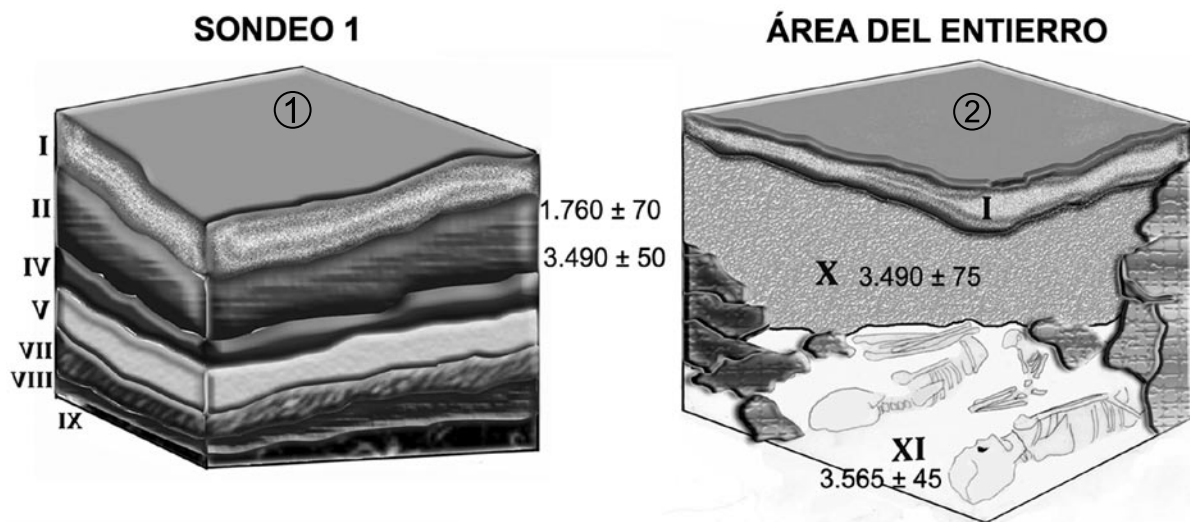 SONDEO 1
①
I
II
IV
V
VII
VIII
IX
1.760 ± 70
3.490 ± 50
ÁREA DEL ENTIERRO
②
I
X 3.490 ± 75
XI
3.565 ± 45